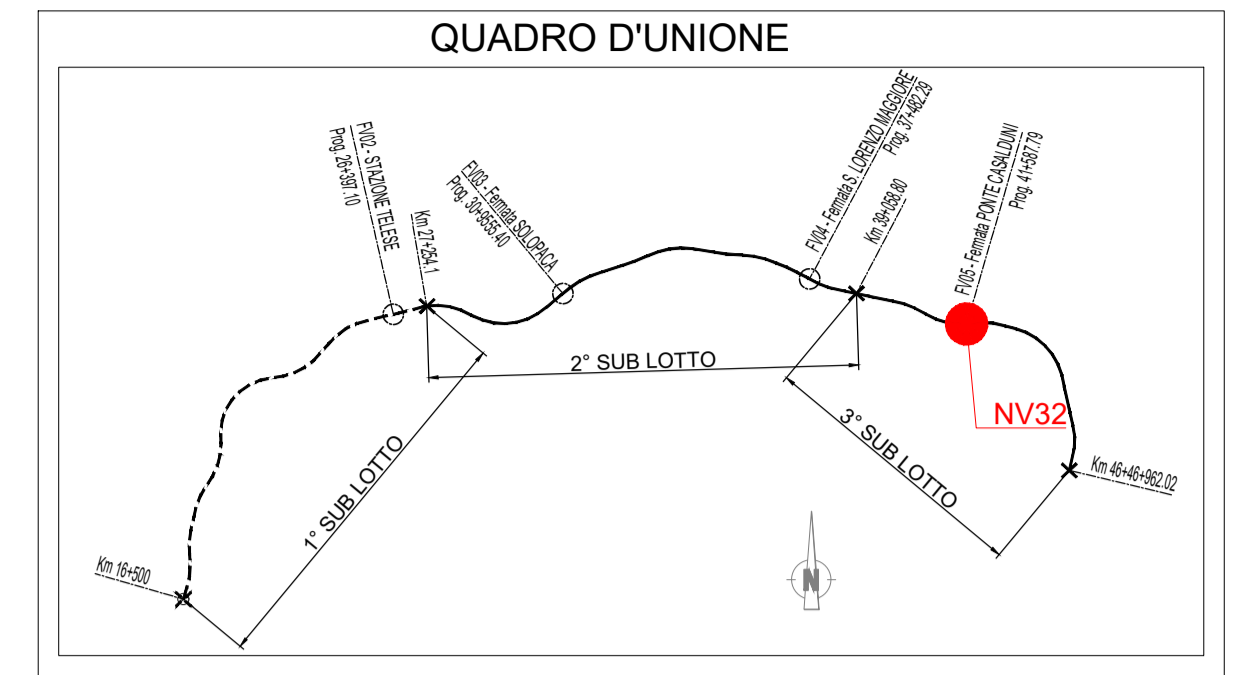 QUADRO D'UNIONE
FV02 - STAZIONE TELESE
Prog. 26+397.10
Km 27+254.1
FV03 - Fermata SOLOPACA
Prog. 30+9555.40
FV04 - Fermata S. LORENZO MAGGIORE
Prog. 37+482.29
Km 39+058.80
FV05 - Fermata PONTE CASALDUNI
Prog. 41+587.79
2° SUB LOTTO
NV32
1° SUB LOTTO
3° SUB LOTTO
Km 46+46+962.02
Km 16+500
N